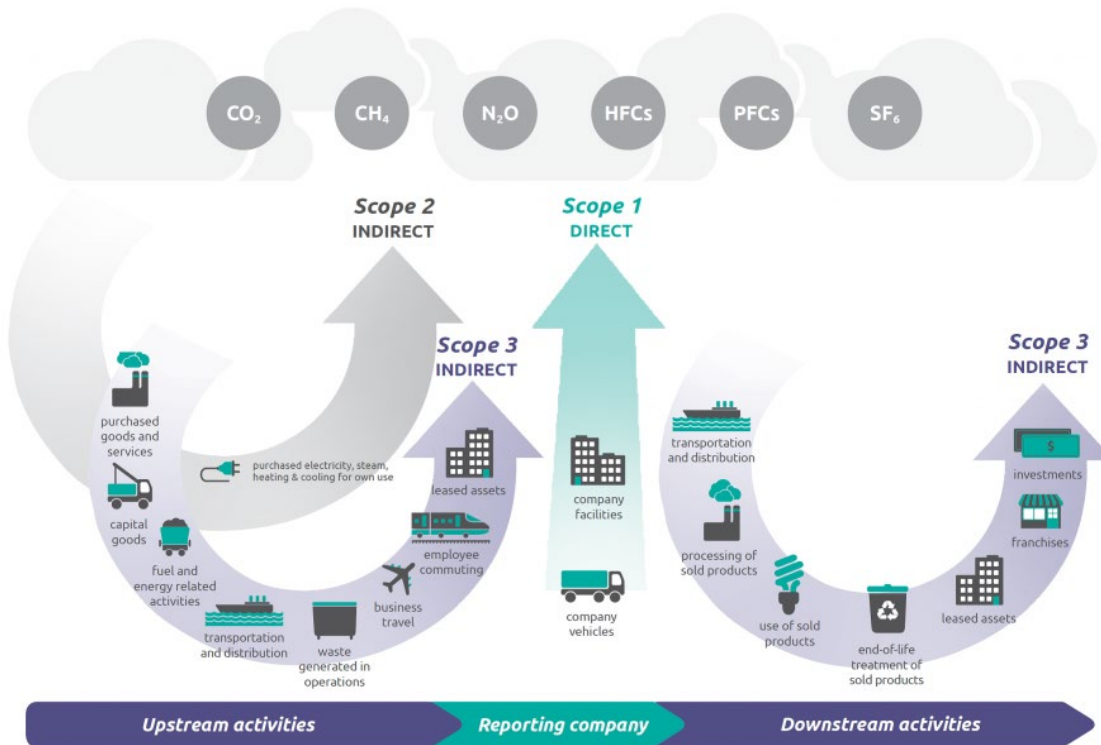 CO₂
CH₄
N₂O
HFCs
PFCs
SF₆
Scope 2
INDIRECT
Scope 1
DIRECT
Scope 3
INDIRECT
Scope 3
INDIRECT
purchased
goods and
services
capital
goods
fuel and
energy related
activities
purchased electricity, steam,
heating & cooling for own use
transportation
and distribution
waste
generated in
operations
business
travel
employee
commuting
leased assets
company
facilities
company
vehicles
transportation
and distribution
processing of
sold products
use of sold
products
end-of-life
treatment of
sold products
leased assets
franchises
$
investments
Upstream activities
Reporting company
Downstream activities